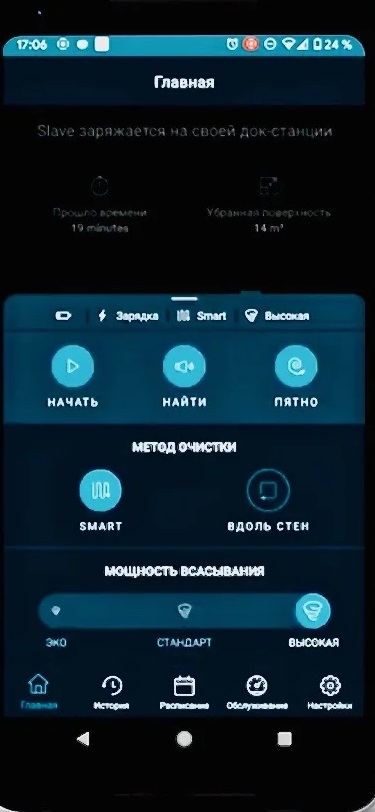 17:06 24 %
Главная
Slave заряжается на своей док-станции
Прошло времени Убранная поверхность
19 minutes 14 m²
Зарядка Smart Высокая
НАЧАТЬ НАЙТИ ПЯТНО
МЕТОД ОЧИСТКИ
SMART ВДОЛЬ СТЕН
МОЩНОСТЬ ВСАСЫВАНИЯ
ЭКО СТАНДАРТ ВЫСОКАЯ
Главная История Расписание Обслуживание Настройки